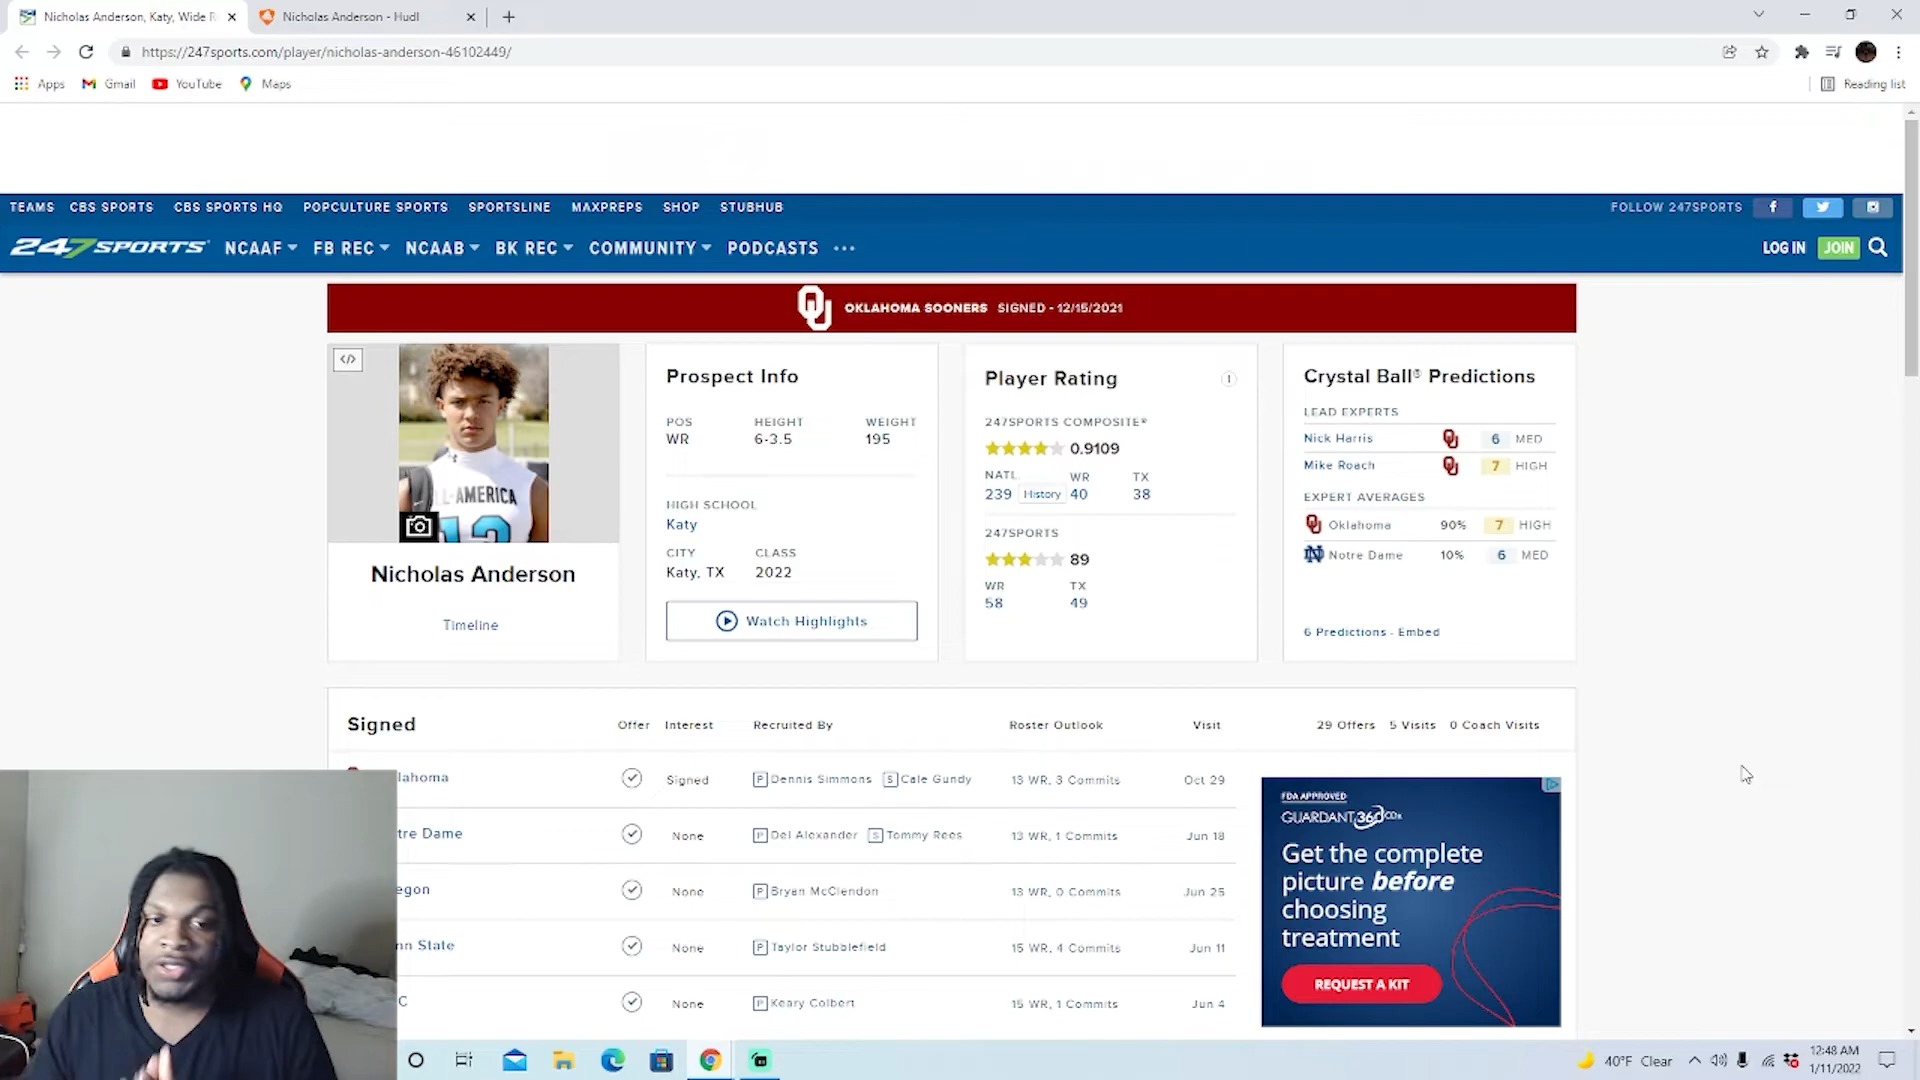 Nicholas Anderson, Katy, Wide R
Nicholas Anderson - Hudl
https://247sports.com/player/nicholas-anderson-46102449/
Apps Gmail YouTube Maps
Reading list
TEAMS CBS SPORTS CBS SPORTS HQ POPCULTURE SPORTS SPORTSLINE MAXPREPS SHOP STUBHUB
FOLLOW 247SPORTS
247SPORTS NCAAF FB REC NCAAB BK REC COMMUNITY PODCASTS
LOG IN JOIN
OU OKLAHOMA SOONERS SIGNED - 12/15/2021
</>
L-AMERICA
Nicholas Anderson
Timeline
Prospect Info
POS HEIGHT WEIGHT
WR 6-3.5 195
HIGH SCHOOL
Katy
CITY CLASS
Katy, TX 2022
Watch Highlights
Player Rating
247SPORTS COMPOSITE®
0.9109
NATL. WR TX
239 History 40 38
247SPORTS
89
WR TX
58 49
Crystal Ball® Predictions
LEAD EXPERTS
Nick Harris 6 MED
Mike Roach 7 HIGH
EXPERT AVERAGES
Oklahoma 90% 7 HIGH
Notre Dame 10% 6 MED
6 Predictions - Embed
Signed Offer Interest Recruited By Roster Outlook Visit 29 Offers 5 Visits 0 Coach Visits
lahoma Signed P Dennis Simmons S Cale Gundy 13 WR, 3 Commits Oct 29
tre Dame None P Del Alexander S Tommy Rees 13 WR, 1 Commits Jun 18
egon None P Bryan McClendon 13 WR, 0 Commits Jun 25
nn State None P Taylor Stubblefield 15 WR, 4 Commits Jun 11
C None P Keary Colbert 15 WR, 1 Commits Jun 4
FDA APPROVED
GUARDANT360 CDx
Get the complete
picture before
choosing
treatment
REQUEST A KIT
40°F Clear
12:48 AM
1/11/2022